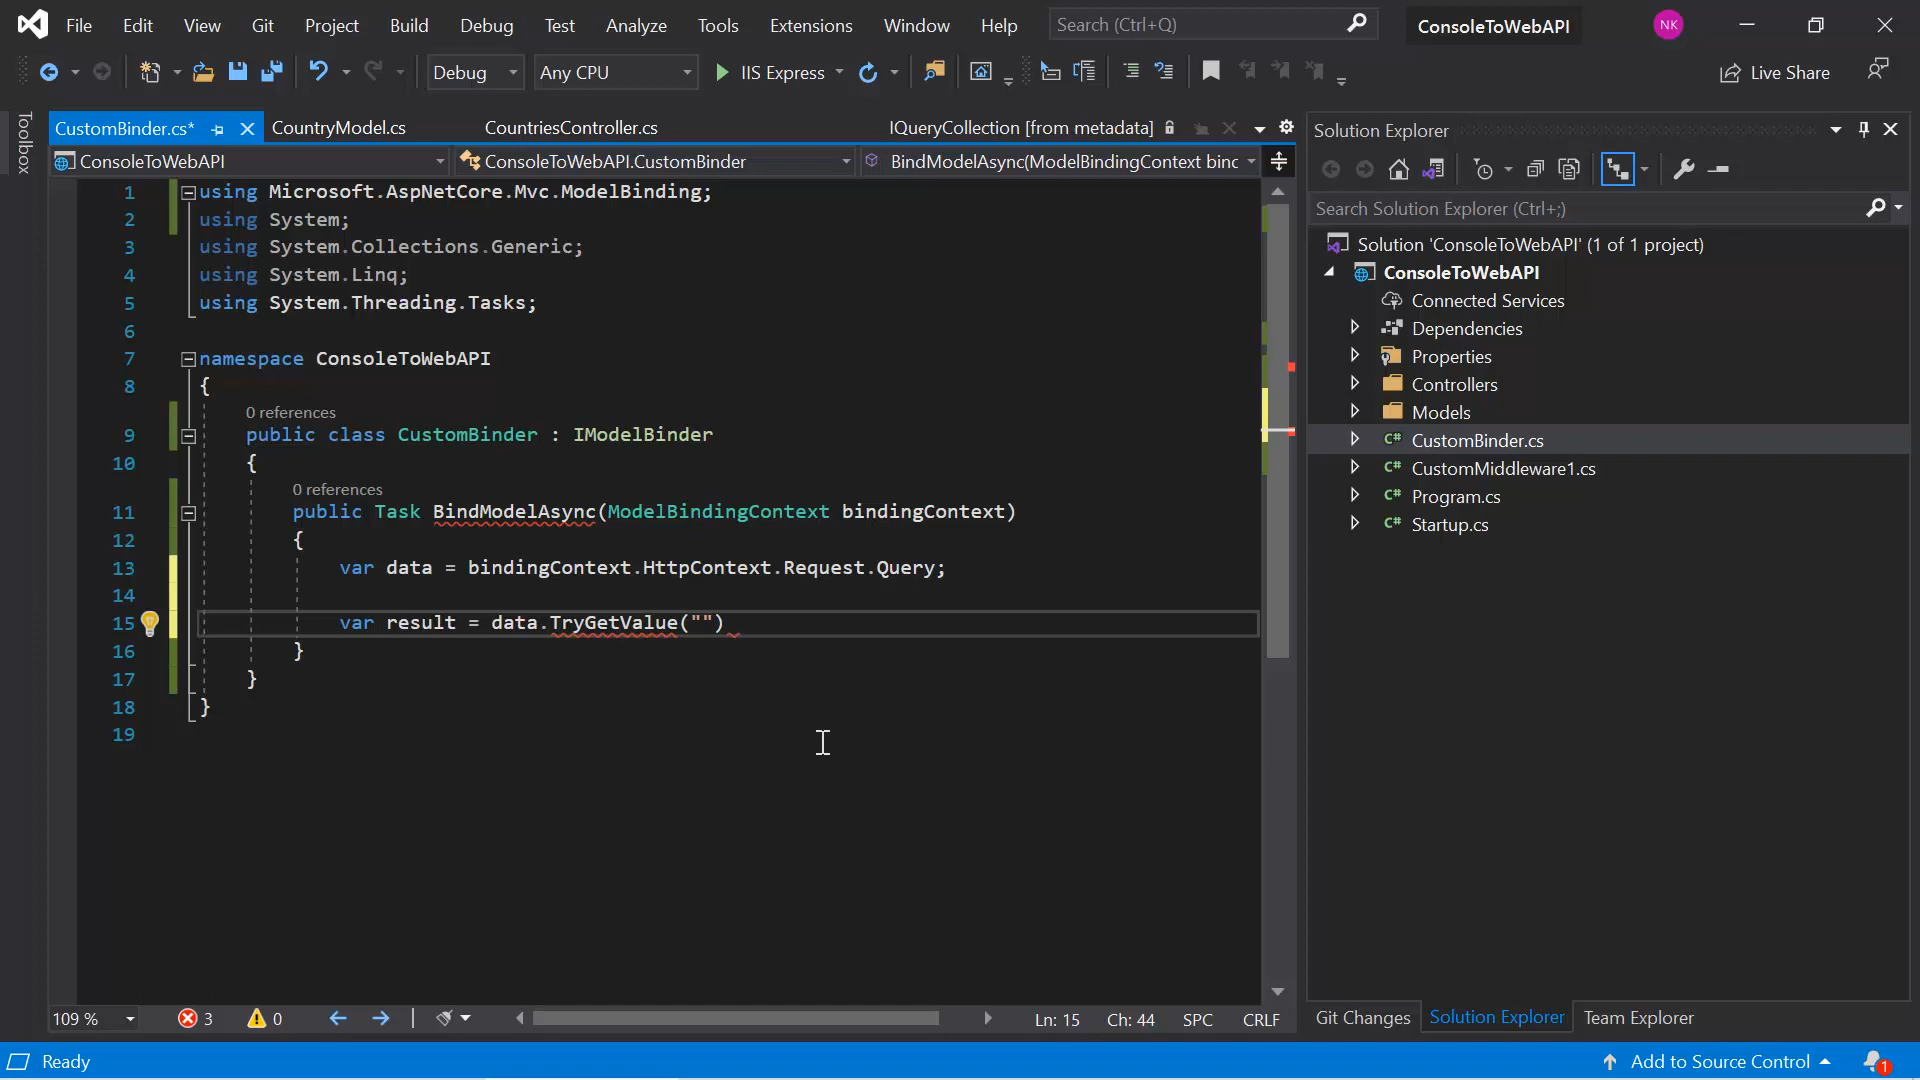 File Edit View Git Project Build Debug Test Analyze Tools Extensions Window Help Search (Ctrl+Q) ConsoleToWebAPI NK
Debug Any CPU IIS Express Live Share
Toolbox
CustomBinder.cs* CountryModel.cs CountriesController.cs IQueryCollection [from metadata]
ConsoleToWebAPI ConsoleToWebAPI.CustomBinder BindModelAsync(ModelBindingContext binc
1 using Microsoft.AspNetCore.Mvc.ModelBinding;
2 using System;
3 using System.Collections.Generic;
4 using System.Linq;
5 using System.Threading.Tasks;
6
7 namespace ConsoleToWebAPI
8 {
0 references
9 public class CustomBinder : IModelBinder
10 {
0 references
11 public Task BindModelAsync(ModelBindingContext bindingContext)
12 {
13 var data = bindingContext.HttpContext.Request.Query;
14
15 var result = data.TryGetValue("")
16 }
17 }
18 }
19
109 % 3 0 Ln: 15 Ch: 44 SPC CRLF
Solution Explorer
Search Solution Explorer (Ctrl+;)
Solution 'ConsoleToWebAPI' (1 of 1 project)
ConsoleToWebAPI
Connected Services
Dependencies
Properties
Controllers
Models
C# CustomBinder.cs
C# CustomMiddleware1.cs
C# Program.cs
C# Startup.cs
Git Changes Solution Explorer Team Explorer
Ready Add to Source Control 1